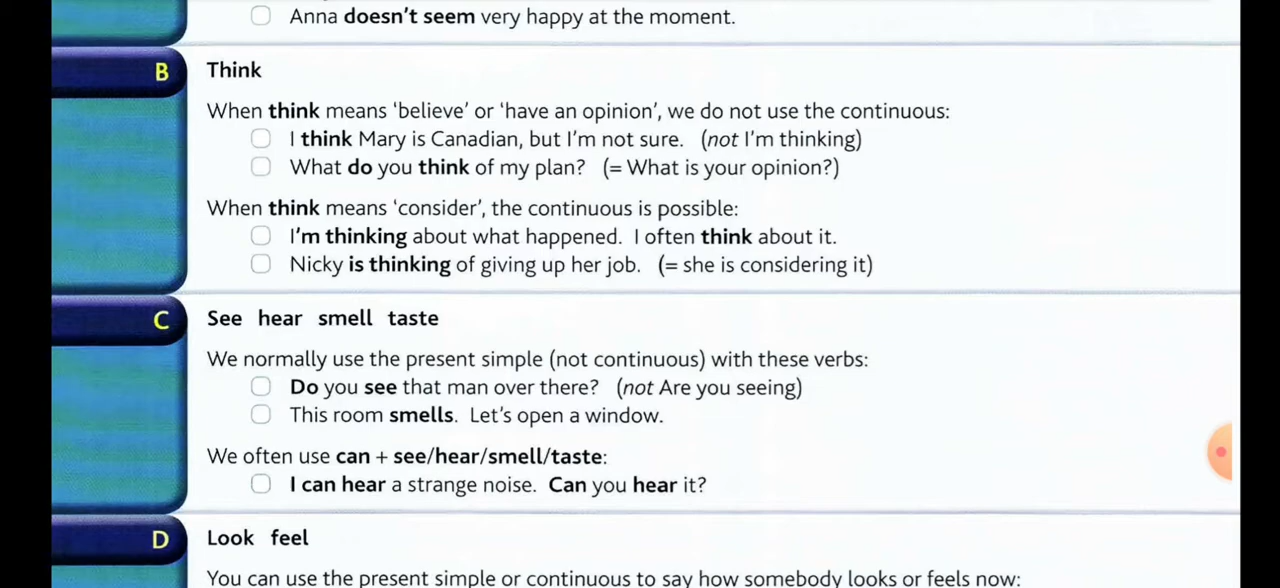 Anna doesn't seem very happy at the moment.
B
Think
When think means 'believe' or 'have an opinion', we do not use the continuous:
I think Mary is Canadian, but I'm not sure. (not I'm thinking)
What do you think of my plan? (= What is your opinion?)
When think means 'consider', the continuous is possible:
I'm thinking about what happened. I often think about it.
Nicky is thinking of giving up her job. (= she is considering it)
C
See hear smell taste
We normally use the present simple (not continuous) with these verbs:
Do you see that man over there? (not Are you seeing)
This room smells. Let's open a window.
We often use can + see/hear/smell/taste:
I can hear a strange noise. Can you hear it?
D
Look feel
You can use the present simple or continuous to say how somebody looks or feels now: